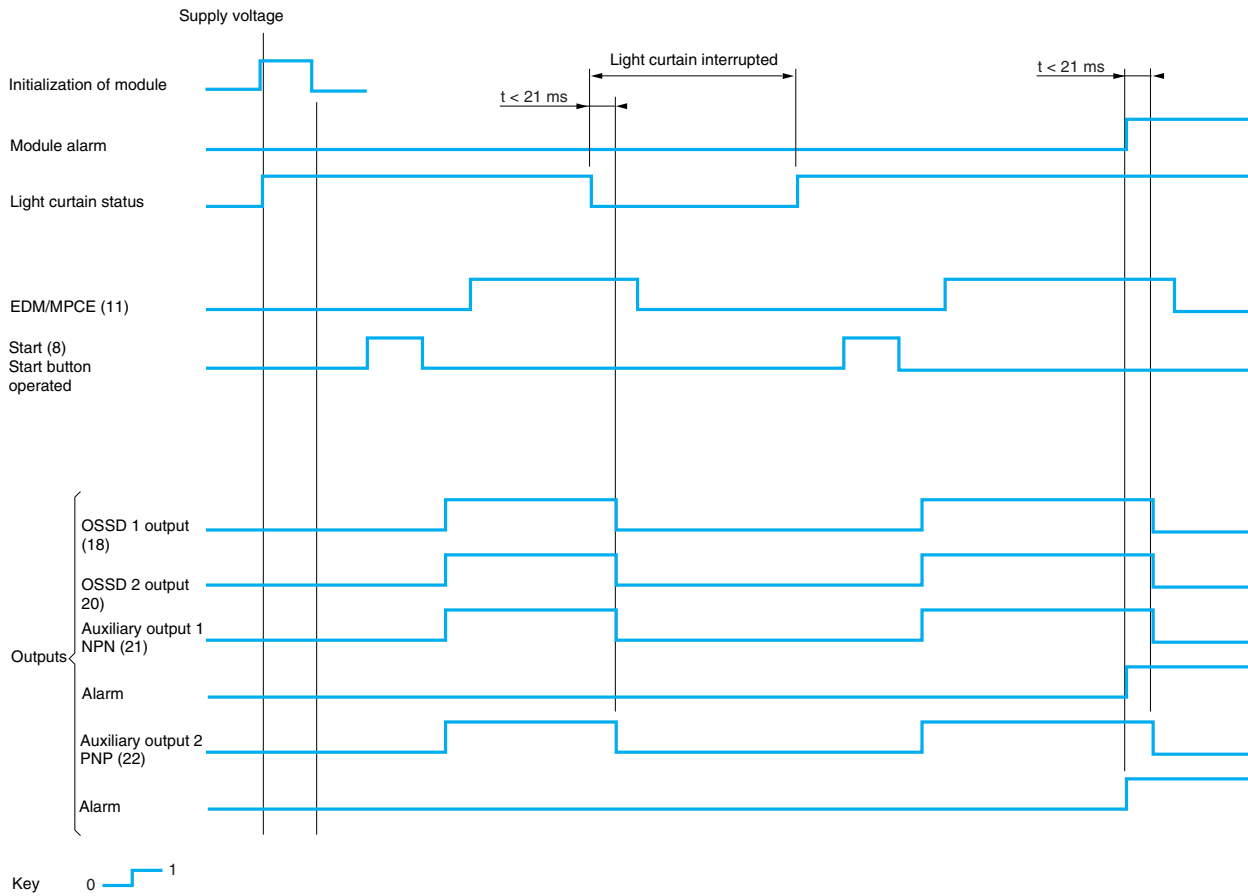 Supply voltage
Light curtain interrupted
t < 21 ms
Initialization of module
t < 21 ms
Module alarm
Light curtain status
EDM/MPCE (11)
Start (8)
Start button
operated
OSSD 1 output
(18)
OSSD 2 output
20)
Auxiliary output 1
NPN (21)
Outputs
Alarm
Auxiliary output 2
PNP (22)
Alarm
Key 0 1